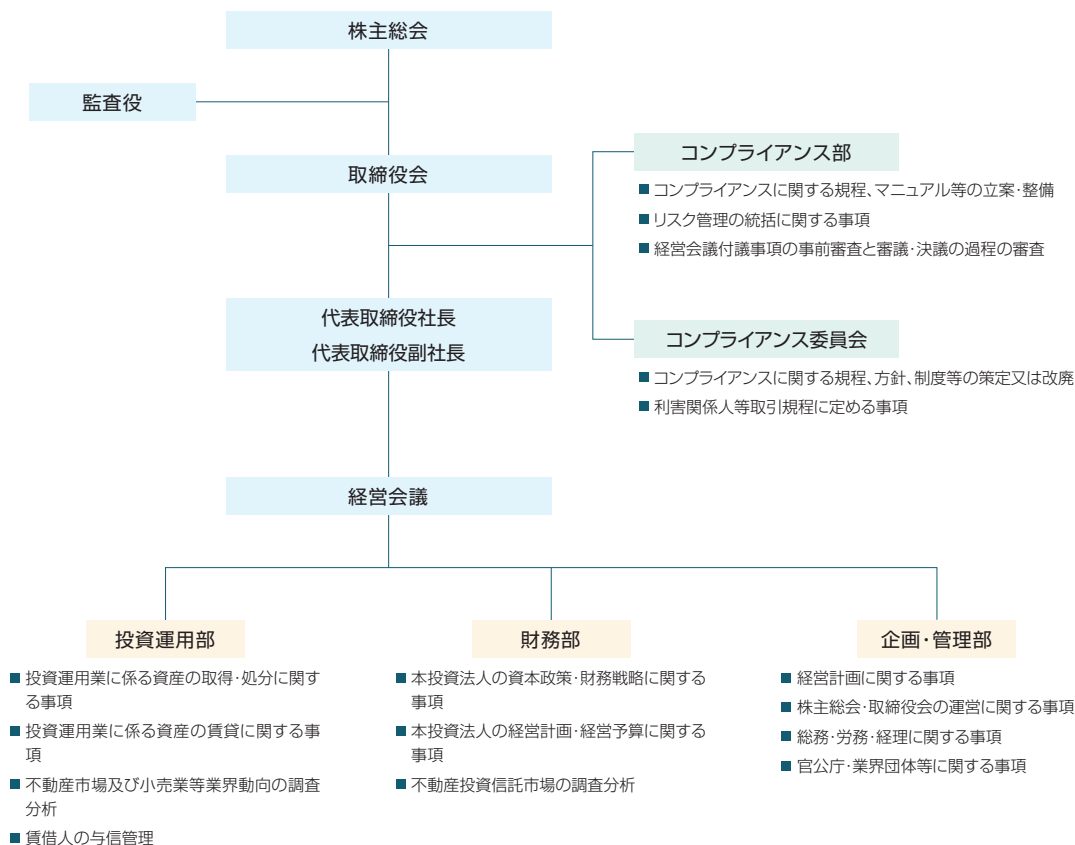 株主総会
監査役
取締役会
コンプライアンス部
■ コンプライアンスに関する規程、マニュアル等の立案・整備
■ リスク管理の統括に関する事項
■ 経営会議付議事項の事前審査と審議・決議の過程の審査
代表取締役社長
代表取締役副社長
コンプライアンス委員会
■ コンプライアンスに関する規程、方針、制度等の策定又は改廃
■ 利害関係人等取引規程に定める事項
経営会議
投資運用部
■ 投資運用業に係る資産の取得・処分に関す
る事項
■ 投資運用業に係る資産の賃貸に関する事
項
■ 不動産市場及び小売業等業界動向の調査
分析
■ 賃借人の与信管理
財務部
■ 本投資法人の資本政策・財務戦略に関する
事項
■ 本投資法人の経営計画・経営予算に関する
事項
■ 不動産投資信託市場の調査分析
企画・管理部
■ 経営計画に関する事項
■ 株主総会・取締役会の運営に関する事項
■ 総務・労務・経理に関する事項
■ 官公庁・業界団体等に関する事項